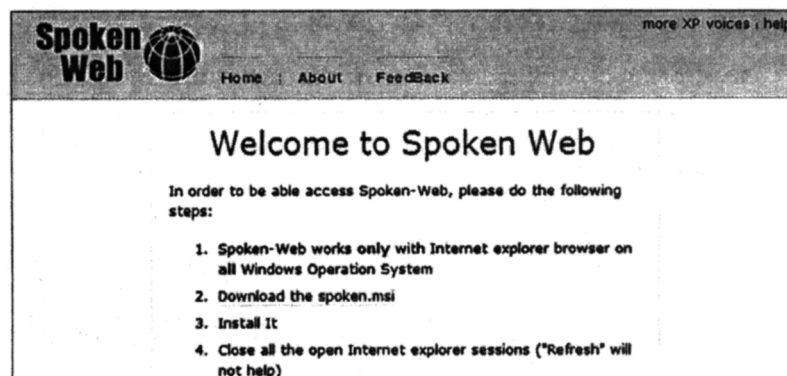 more XP voices | help
Spoken
Web
Home | About | FeedBack
Welcome to Spoken Web
In order to be able access Spoken-Web, please do the following
steps:
1. Spoken-Web works only with Internet explorer browser on
all Windows Operation System
2. Download the spoken.msi
3. Install It
4. Close all the open Internet explorer sessions ("Refresh" will
not help)